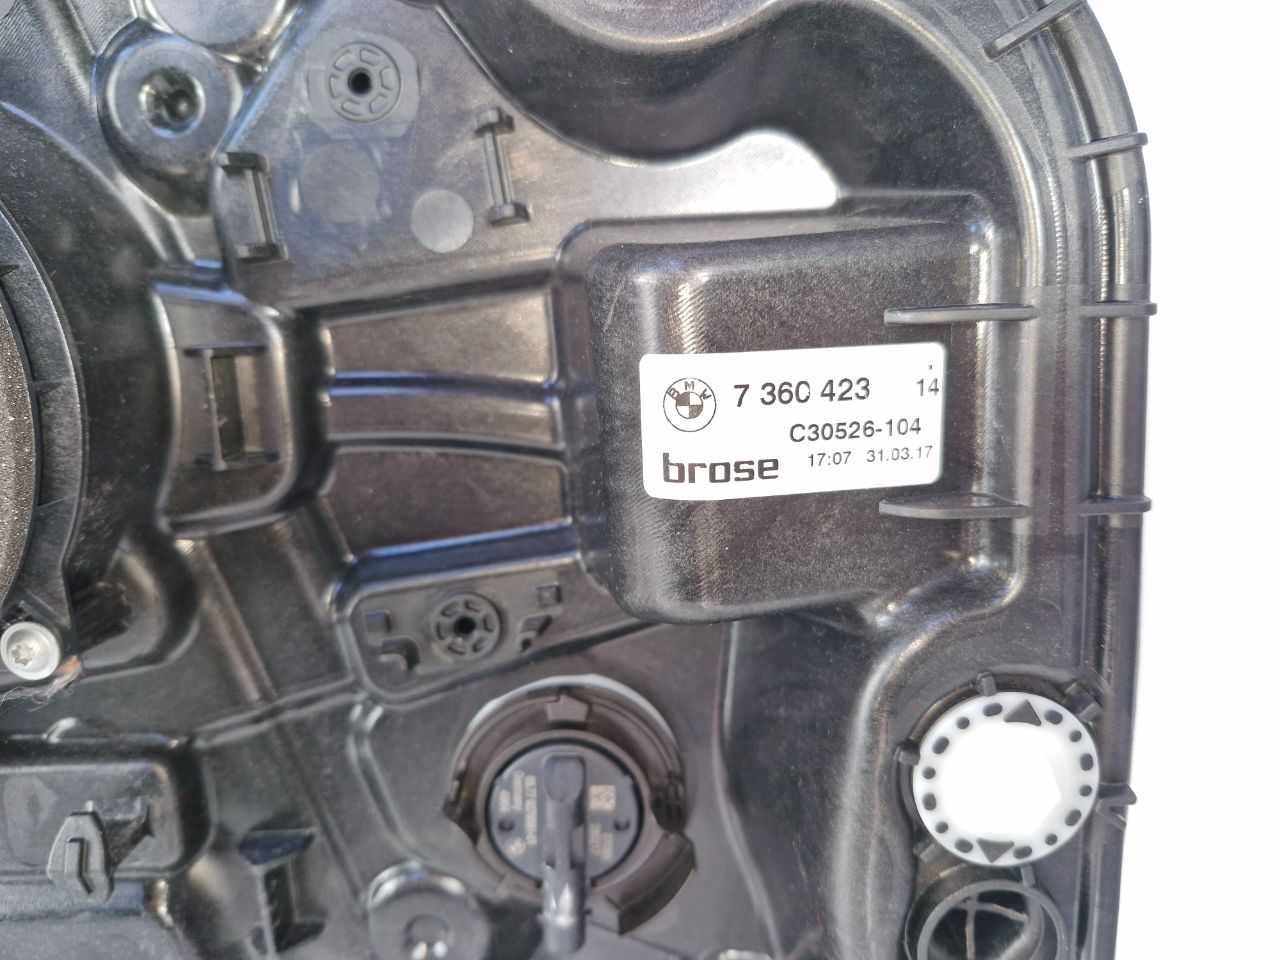 BMW
7 360 423 14
C30526-104
brose 17:07 31.03.17